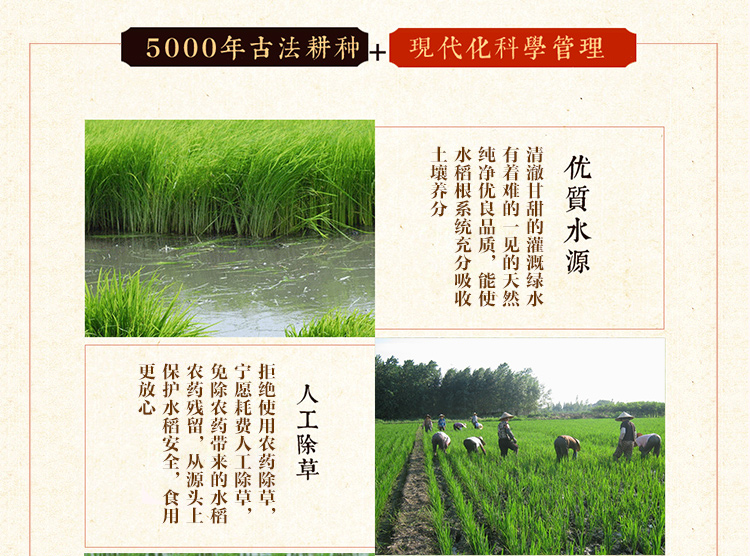 5000年古法耕种
+
現代化科學管理
优質水源
清澈甘甜的灌溉绿水
有着难的一见的天然
纯净优良品质，能使
水稻根系统充分吸收
土壤养分
人工除草
拒绝使用农药除草，
宁愿耗费人工除草，
免除农药带来的水稻
农药残留，从源头上
保护水稻安全，食用
更放心